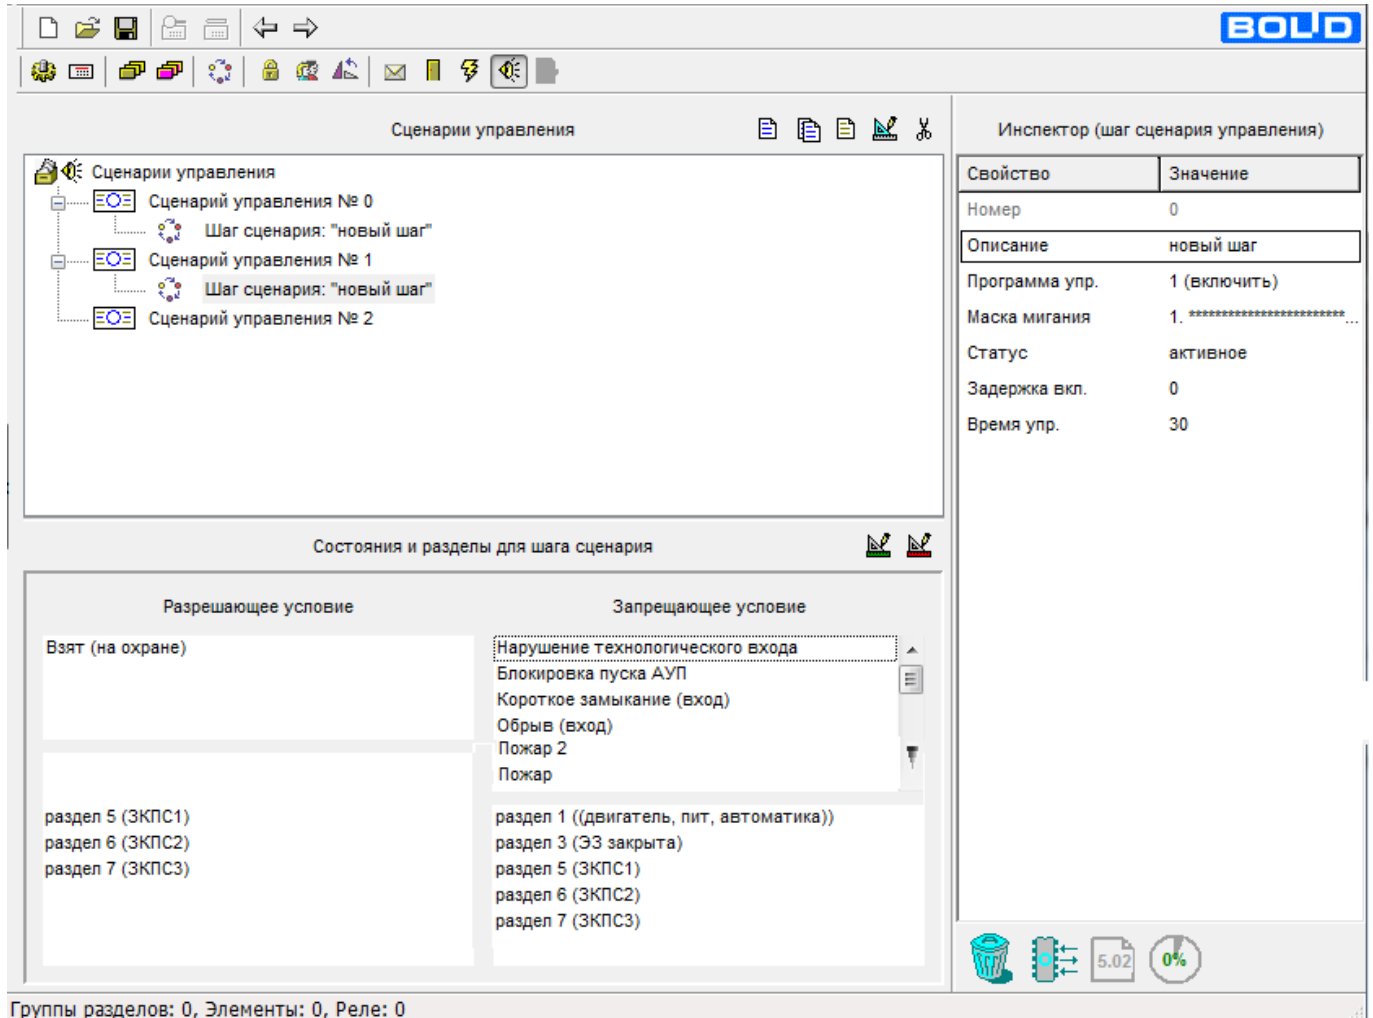 BOLID
Сценарии управления
Сценарии управления
Сценарий управления № 0
Шаг сценария: "новый шаг"
Сценарий управления № 1
Шаг сценария: "новый шаг"
Сценарий управления № 2
Инспектор (шаг сценария управления)
Свойство Значение
Номер 0
Описание новый шаг
Программа упр. 1 (включить)
Маска мигания 1. ************************...
Статус активное
Задержка вкл. 0
Время упр. 30
Состояния и разделы для шага сценария
Разрешающее условие
Взят (на охране)
раздел 5 (ЗКПС1)
раздел 6 (ЗКПС2)
раздел 7 (ЗКПС3)
Запрещающее условие
Нарушение технологического входа
Блокировка пуска АУП
Короткое замыкание (вход)
Обрыв (вход)
Пожар 2
Пожар
раздел 1 ((двигатель, пит, автоматика))
раздел 3 (ЭЗ закрыта)
раздел 5 (ЗКПС1)
раздел 6 (ЗКПС2)
раздел 7 (ЗКПС3)
5.02
0%
Группы разделов: 0, Элементы: 0, Реле: 0